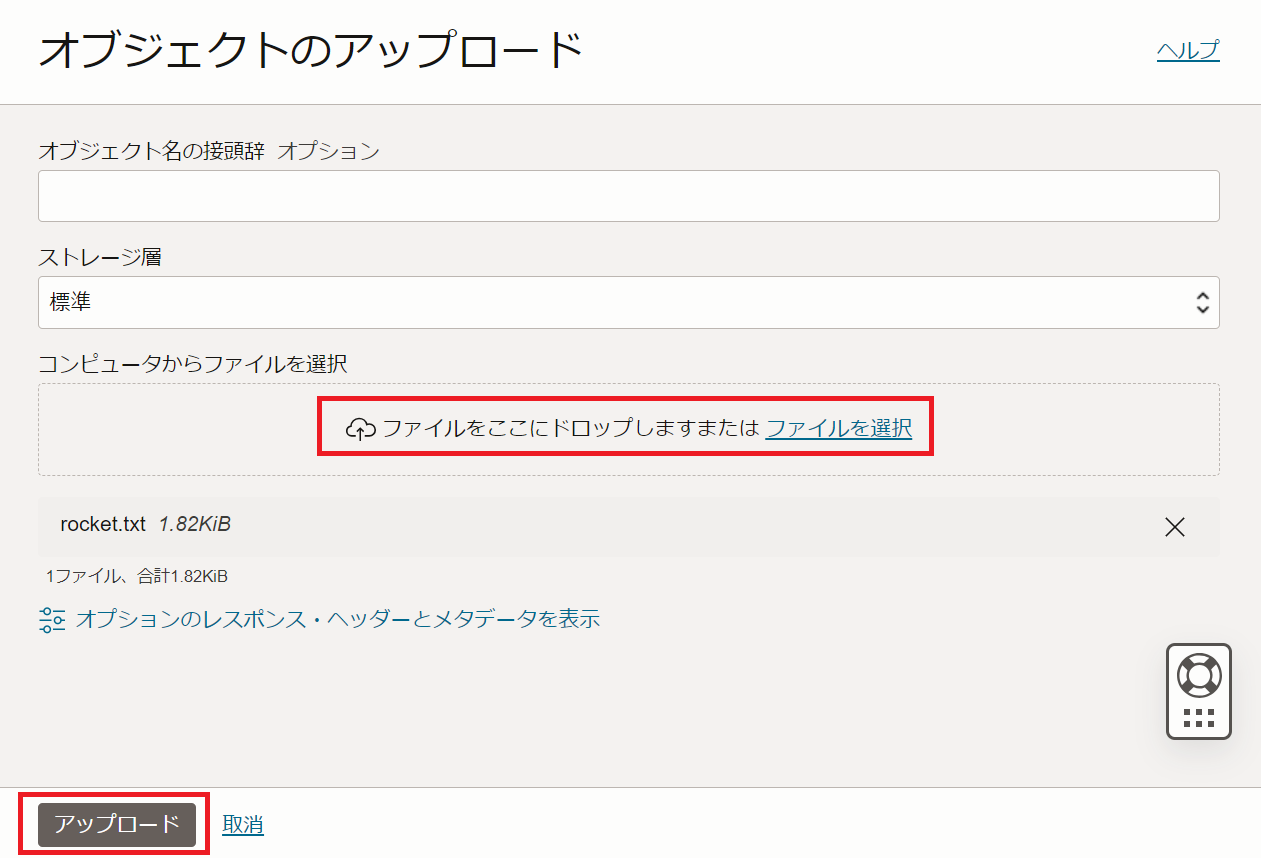 オブジェクトのアップロード
ヘルプ
オブジェクト名の接頭辞 オプション
ストレージ層
標準
コンピュータからファイルを選択
ファイルをここにドロップしますまたは ファイルを選択
rocket.txt 1.82KiB
1ファイル、合計1.82KiB
オプションのレスポンス・ヘッダーとメタデータを表示
アップロード 取消